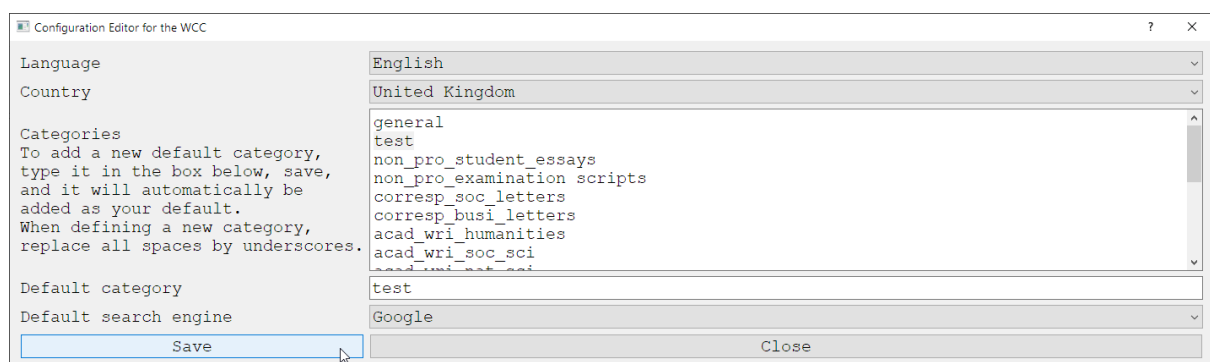 Configuration Editor for the WCC
Language
English
Country
United Kingdom
Categories
To add a new default category,
type it in the box below, save,
and it will automatically be
added as your default.
When defining a new category,
replace all spaces by underscores.
general
test
non_pro_student_essays
non_pro_examination scripts
corresp_soc_letters
corresp_busi_letters
acad_wri_humanities
acad_wri_soc_sci
Default category
test
Default search engine
Google
Save
Close